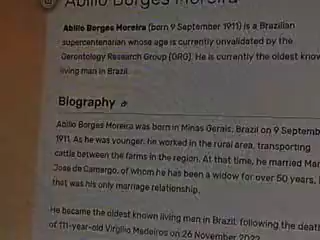 Abílio Borges Moreira
Abílio Borges Moreira (born 9 September 1911) is a Brazilian
supercentenarian whose age is currently unvalidated by the
Gerontology Research Group (GRG). He is currently the oldest know
living man in Brazil.
Biography
Abílio Borges Moreira was born in Minas Gerais, Brazil on 9 Septemb
1911. As he was younger, he worked in the rural area, transporting
cattle between the farms in the region. At that time, he married Mar
Jose de Camargo, of whom he has been a widow for over 50 years,
that was his only marriage relationship.
He became the oldest known living man in Brazil, following the deat
of 111-year-old Virgilio Medeiros on 26 November 2022